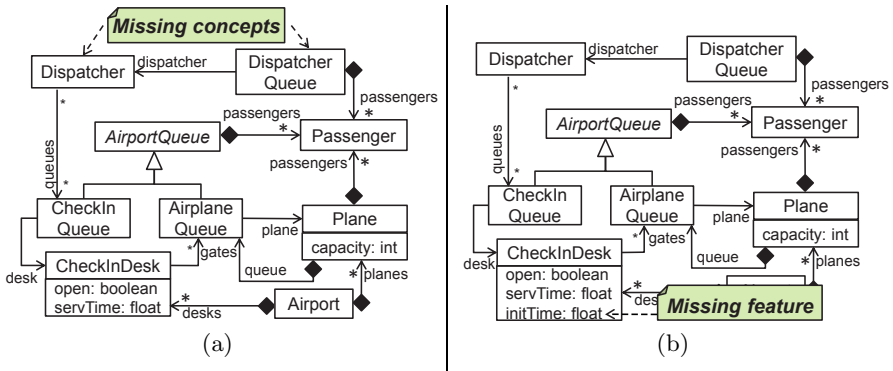 Missing concepts
Dispatcher
dispatcher
Dispatcher
Queue
passengers
*
passengers
*
*
AirportQueue
Passenger
passengers
*
queues
*
CheckIn
Queue
Airplane
Queue
plane
Plane
capacity: int
desk
CheckInDesk
*
gates
queue
*
planes
open: boolean
servTime: float
*
desks
Airport
(a)
Dispatcher
dispatcher
Dispatcher
Queue
passengers
*
passengers
*
*
AirportQueue
Passenger
passengers
*
queues
*
CheckIn
Queue
Airplane
Queue
plane
Plane
capacity: int
desk
CheckInDesk
*
gates
queue
*
planes
open: boolean
servTime: float
initTime: float
*
des
Missing feature
(b)